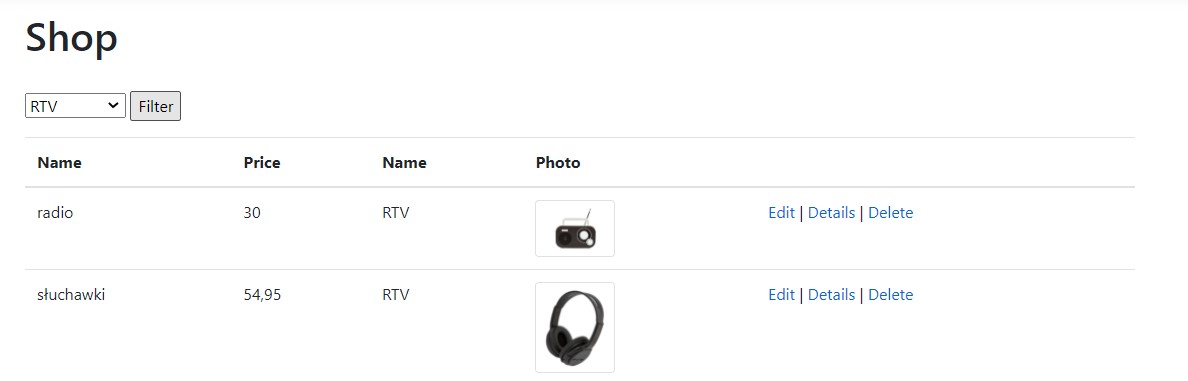 Shop
RTV Filter
Name Price Name Photo
radio 30 RTV Edit | Details | Delete
słuchawki 54,95 RTV Edit | Details | Delete